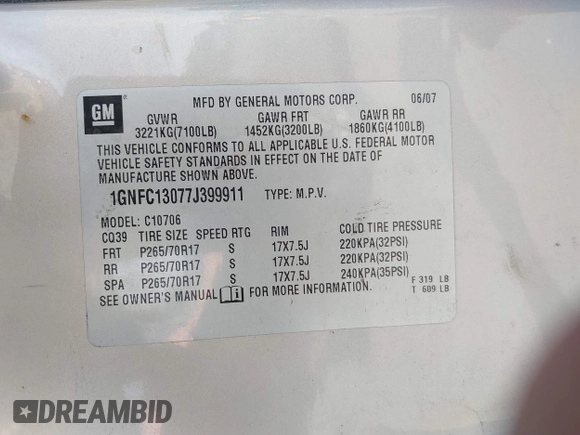 GM
MFD BY GENERAL MOTORS CORP. 06/07
GVWR GAWR FRT GAWR RR
3221KG(7100LB) 1452KG(3200LB) 1860KG(4100LB)
THIS VEHICLE CONFORMS TO ALL APPLICABLE U.S. FEDERAL MOTOR
VEHICLE SAFETY STANDARDS IN EFFECT ON THE DATE OF
MANUFACTURE SHOWN ABOVE.
1GNFC13077J399911 TYPE: M.P.V.
MODEL: C10706
CQ39 TIRE SIZE SPEED RTG RIM COLD TIRE PRESSURE
FRT P265/70R17 S 17X7.5J 220KPA(32PSI)
RR P265/70R17 S 17X7.5J 220KPA(32PSI)
SPA P265/70R17 S 17X7.5J 240KPA(35PSI)
F 319 LB
SEE OWNER'S MANUAL FOR MORE INFORMATION.
T 609 LB
DREAMBID